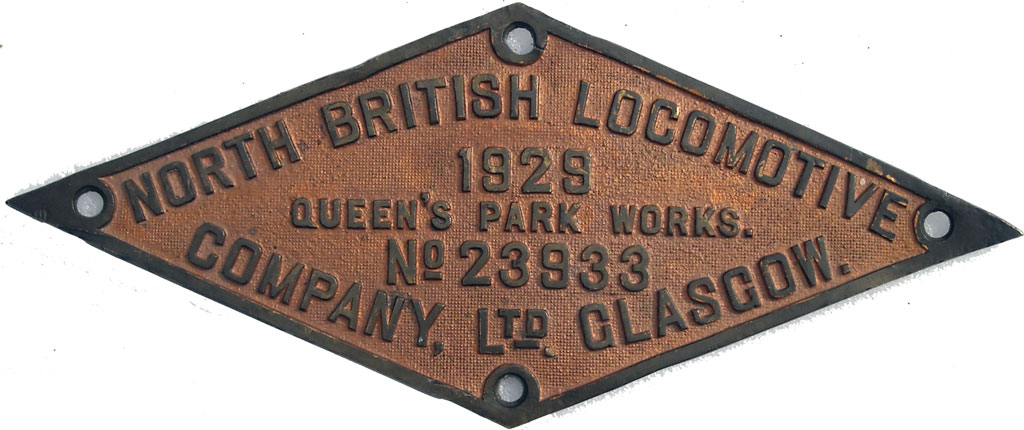 NORTH BRITISH LOCOMOTIVE
1929
QUEEN'S PARK WORKS.
No 23933
COMPANY, LTD. GLASGOW.